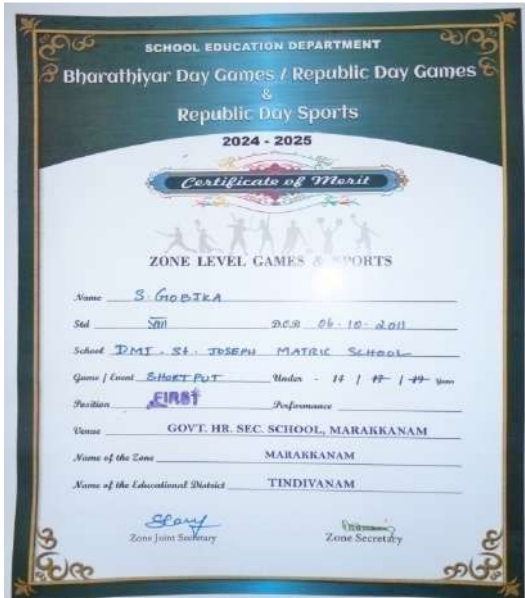 SCHOOL EDUCATION DEPARTMENT
Bharathiyar Day Games / Republic Day Games
&
Republic Day Sports
2024 - 2025
Certificate of Merit
ZONE LEVEL GAMES & SPORTS
Name S. GOBIKA
Std VIII D.O.B 06-10-2011
School DMI - St. JOSEPH MATRIC SCHOOL
Game / Event SHORT PUT Under - 14 / 17 / 19 Years
Position FIRST Performance
Venue GOVT. HR. SEC. SCHOOL, MARAKKANAM
Name of the Zone MARAKKANAM
Name of the Educational District TINDIVANAM
Zone Joint Secretary Zone Secretary